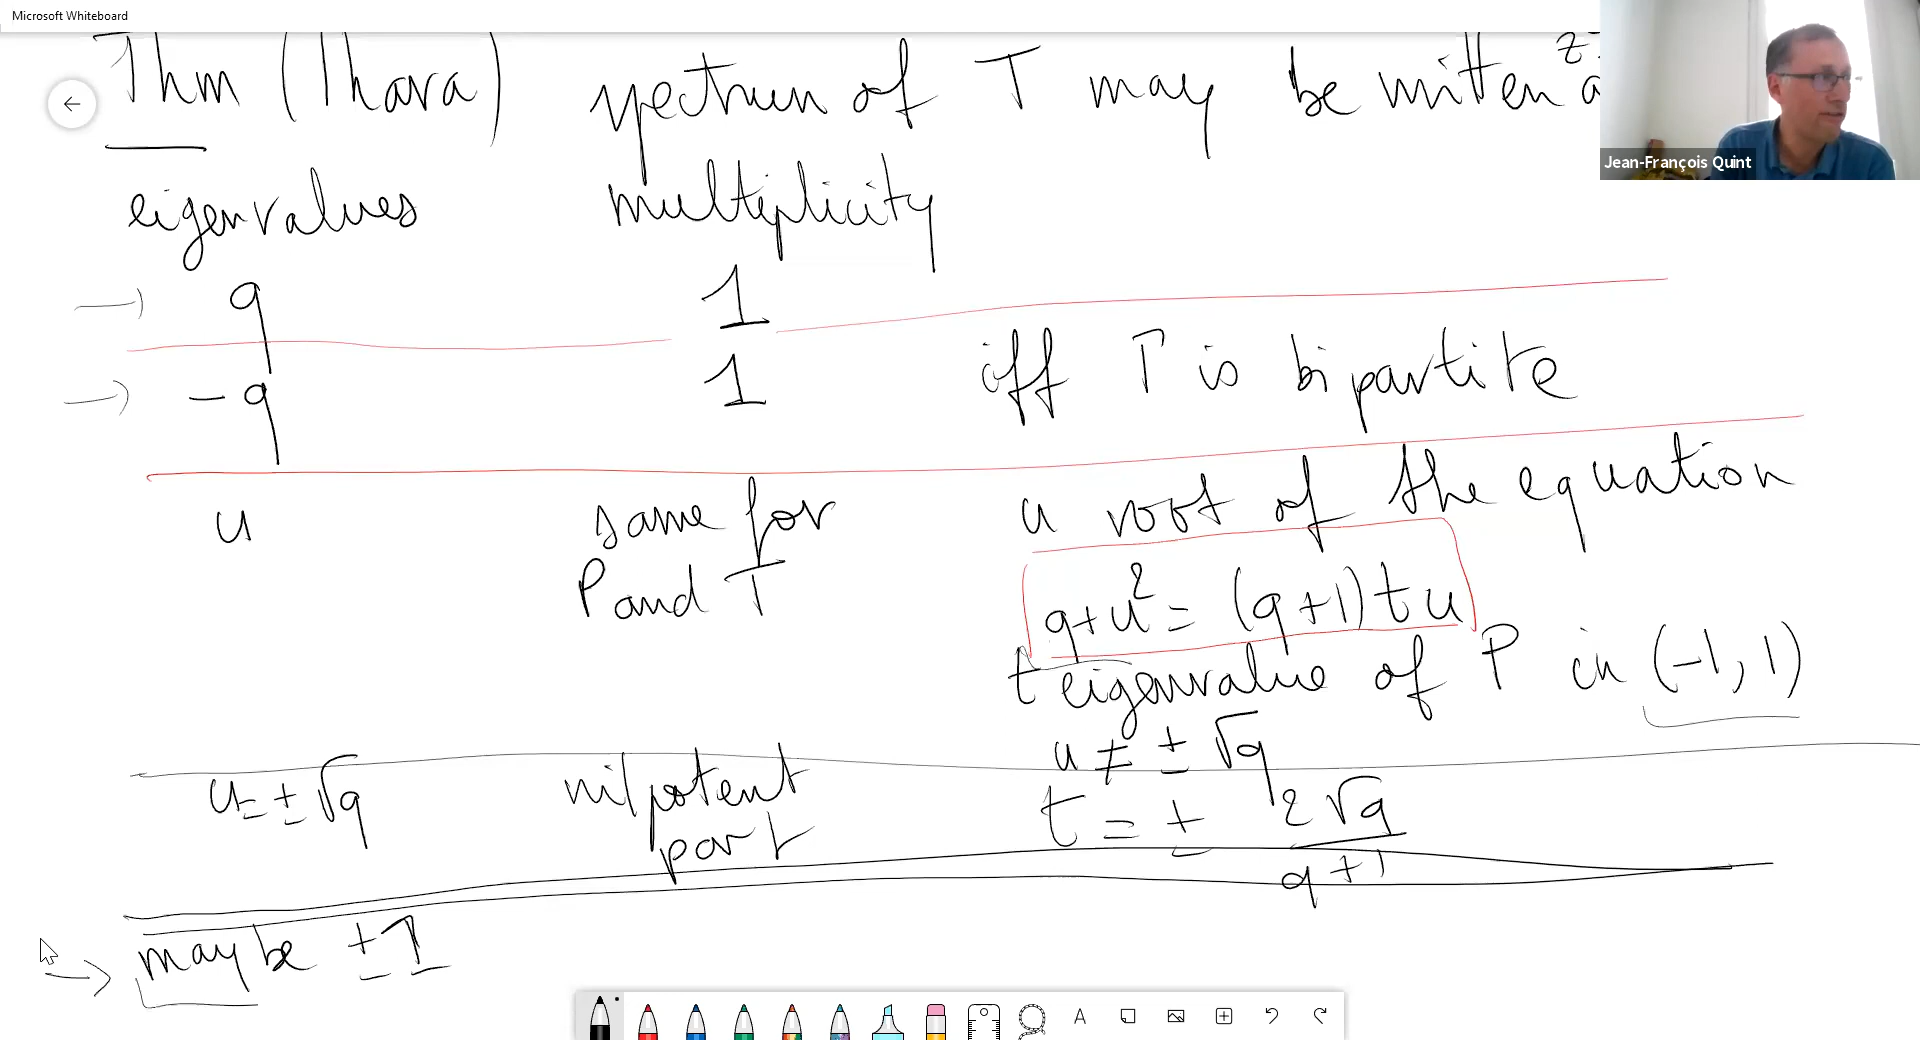 Microsoft Whiteboard
Thm (Ihara) spectrum of T may be written
Jean-François Quint
eigenvalues multiplicity
→ q 1
→ -q 1 iff Γ is bipartite
u same for P and T u root of the equation
q+u² = (q+1)tu
t eigenvalue of P in (-1, 1)
u ≠ ± √q
u = ± √q nilpotent part t = ± 2√q / q+1
→ maybe ±1
A